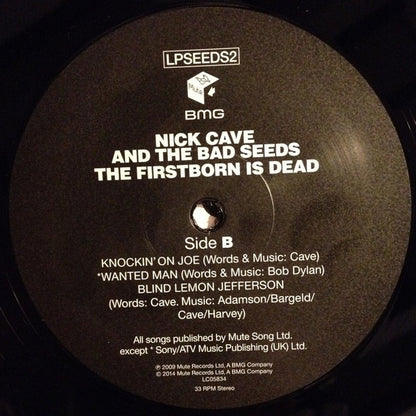 LPSEEDS2
Mute
BMG
NICK CAVE
AND THE BAD SEEDS
THE FIRSTBORN IS DEAD
Side B
KNOCKIN' ON JOE (Words & Music: Cave)
*WANTED MAN (Words & Music: Bob Dylan)
BLIND LEMON JEFFERSON
(Words: Cave. Music: Adamson/Bargeld/
Cave/Harvey)
All songs published by Mute Song Ltd.
except * Sony/ATV Music Publishing (UK) Ltd.
℗ 2009 Mute Records Ltd. A BMG Company
© 2014 Mute Records Ltd. A BMG Company
LC05834
33 RPM Stereo